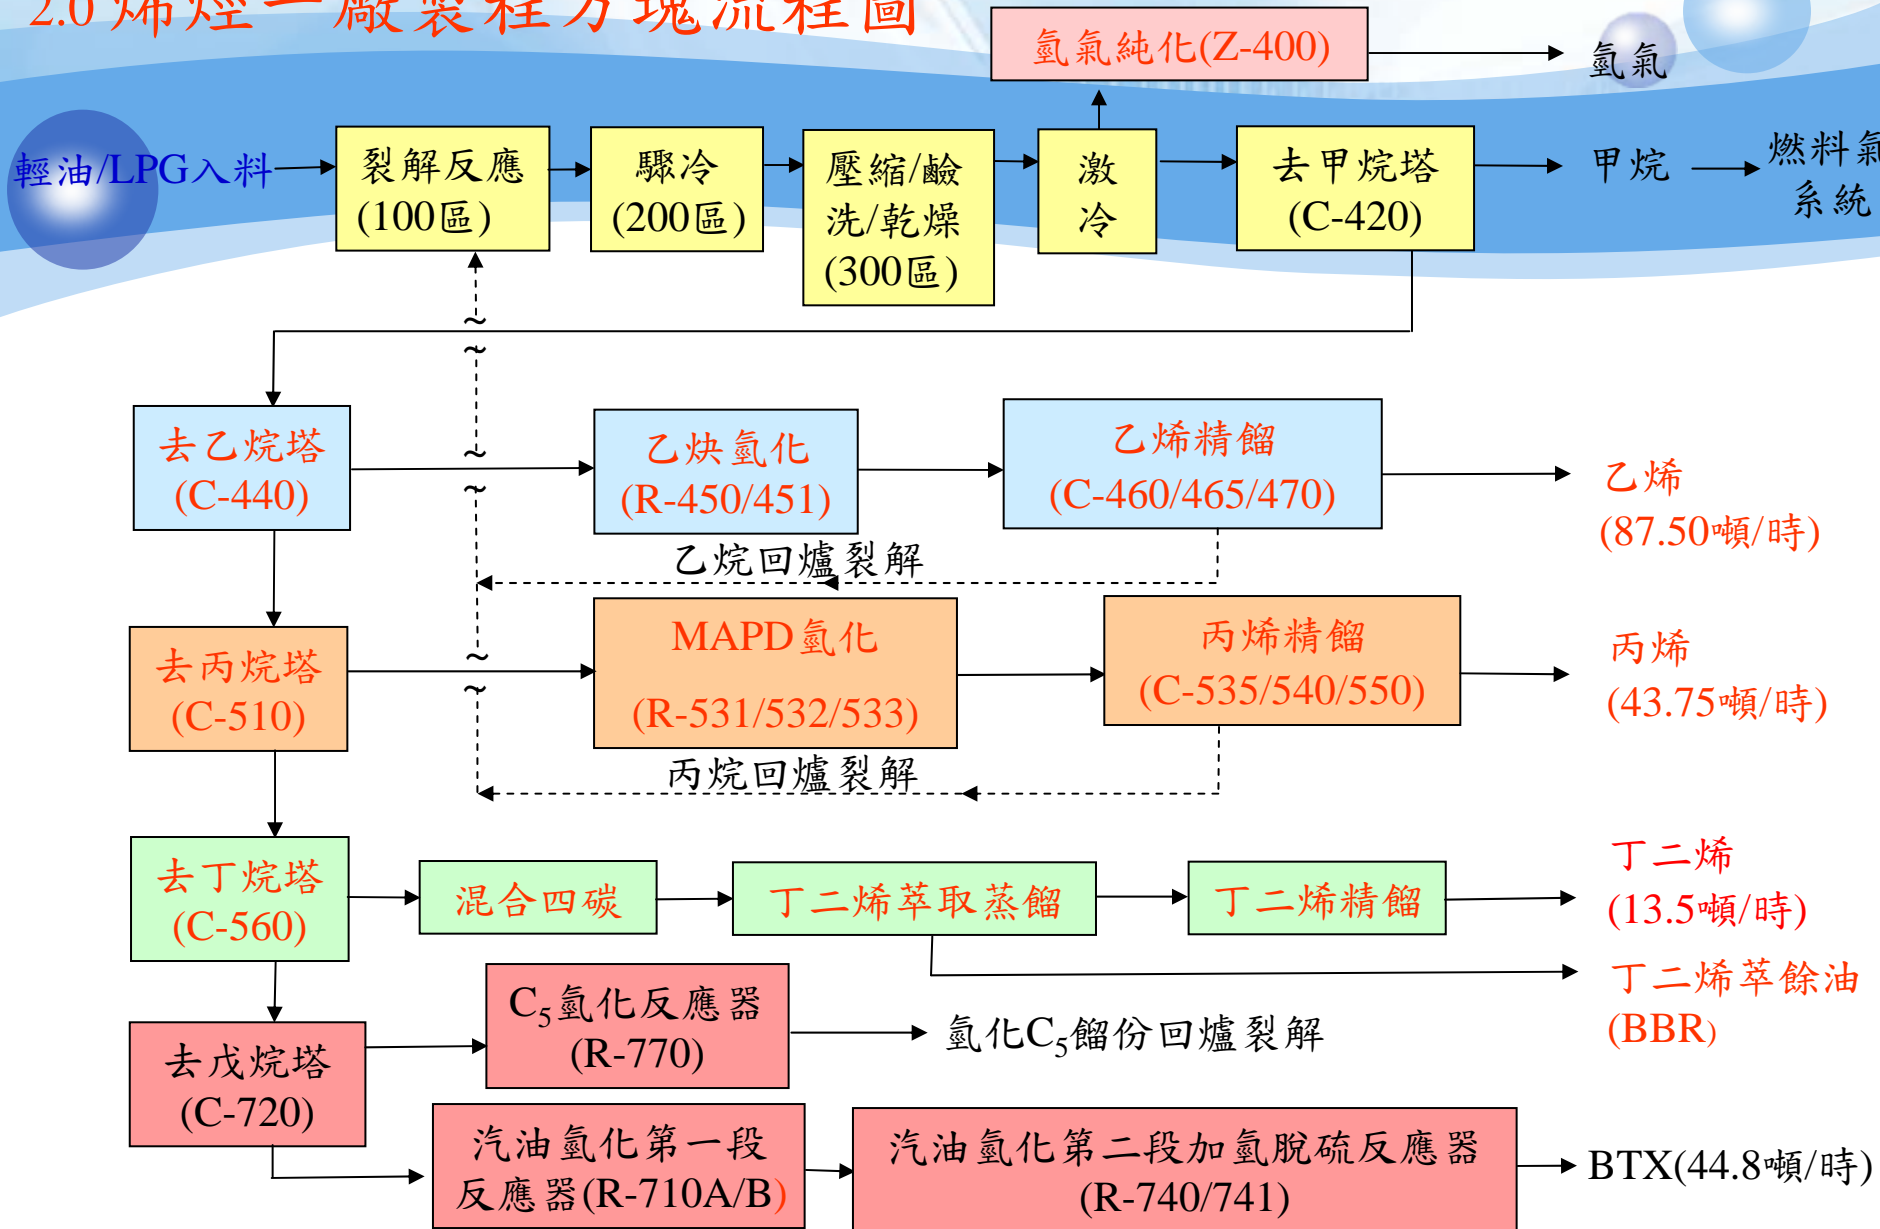 2.0 烯烴一廠製程方塊流程圖
氫氣純化(Z-400)
氫氣
輕油/LPG入料
裂解反應
(100區)
驟冷
(200區)
壓縮/鹼
洗/乾燥
(300區)
激
冷
去甲烷塔
(C-420)
甲烷
燃料氣
系統
~
~
去乙烷塔
(C-440)
~
~
乙炔氫化
(R-450/451)
乙烯精餾
(C-460/465/470)
乙烯
(87.50噸/時)
乙烷回爐裂解
去丙烷塔
(C-510)
~
~
MAPD氫化
(R-531/532/533)
丙烯精餾
(C-535/540/550)
丙烯
(43.75噸/時)
丙烷回爐裂解
去丁烷塔
(C-560)
混合四碳
丁二烯萃取蒸餾
丁二烯精餾
丁二烯
(13.5噸/時)
丁二烯萃餘油
(BBR)
去戊烷塔
(C-720)
C5氫化反應器
(R-770)
氫化C5餾份回爐裂解
汽油氫化第一段
反應器(R-710A/B)
汽油氫化第二段加氫脫硫反應器
(R-740/741)
BTX(44.8噸/時)